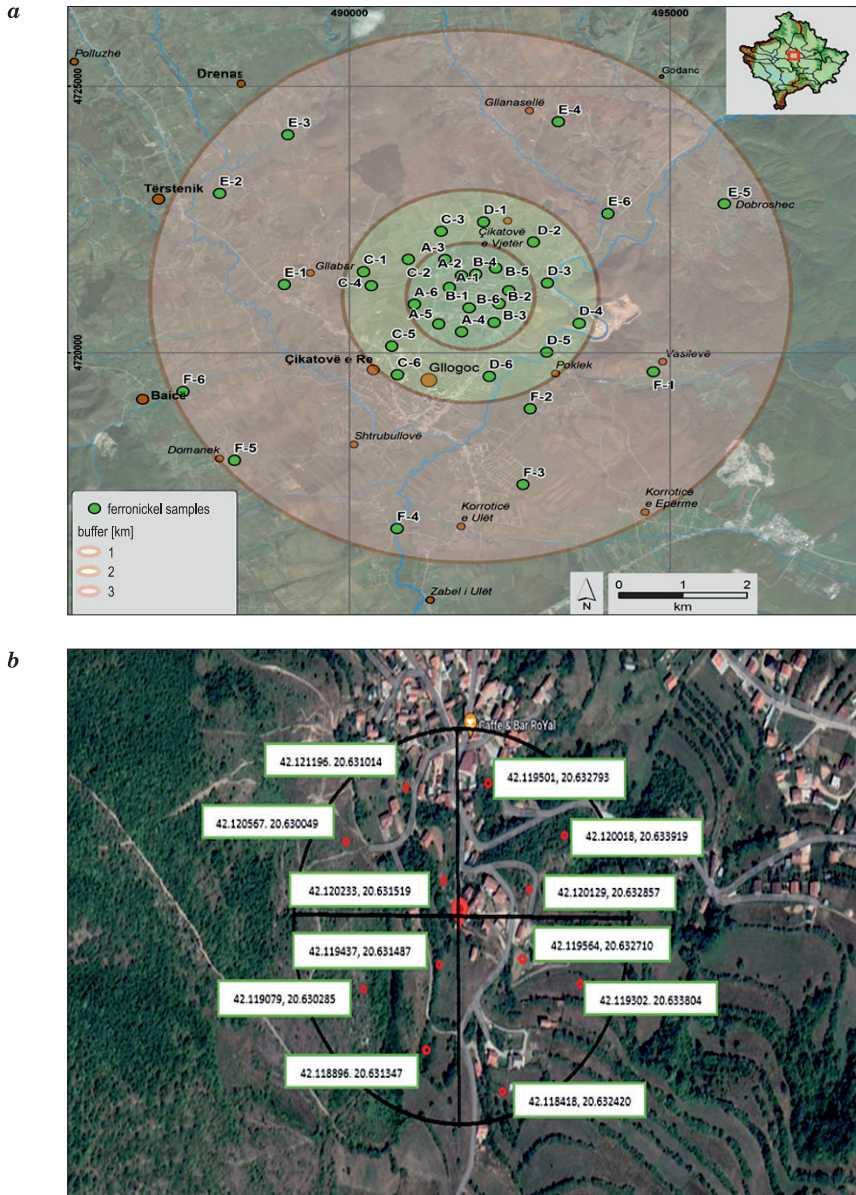 a
490000
495000
4725000
4720000
Polluzhë
Drenas
Godanc
Gllanasellë
E-3
E-4
Tërstenik
E-2
E-5
Dobroshec
E-6
D-1
C-3
Çikatovë
e Vjetër
D-2
Gllabar
E-1
C-1
C-2
C-4
A-3
A-2
A-1
B-4
B-5
D-3
A-6
B-1
B-6
B-2
A-5
A-4
B-3
D-4
C-5
D-5
Çikatovë e Re
C-6
Gllogoc
D-6
Poklek
Vasilevë
F-1
F-6
Baicë
F-2
Domanek
F-5
Shtrubullovë
F-3
F-4
Korroticë
e Ulët
Korroticë
e Epërme
Zabel i Ulët
ferronickel samples
buffer [km]
1
2
3
N
0 1 2
km
b
Caffe & Bar RoYal
42.121196. 20.631014
42.119501, 20.632793
42.120567. 20.630049
42.120018, 20.633919
42.120233, 20.631519
42.120129, 20.632857
42.119437, 20.631487
42.119564, 20.632710
42.119079, 20.630285
42.119302. 20.633804
42.118896. 20.631347
42.118418, 20.632420